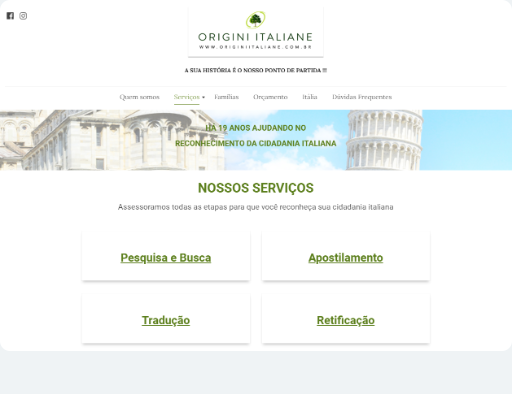 ORIGINI ITALIANE
WWW.ORIGINIITALIANE.COM.BR
A SUA HISTÓRIA É O NOSSO PONTO DE PARTIDA !!!
Quem somos Serviços Famílias Orçamento Itália Dúvidas Frequentes
HÁ 19 ANOS AJUDANDO NO
RECONHECIMENTO DA CIDADANIA ITALIANA
NOSSOS SERVIÇOS
Assessoramos todas as etapas para que você reconheça sua cidadania italiana
Pesquisa e Busca Apostilamento
Tradução Retificação